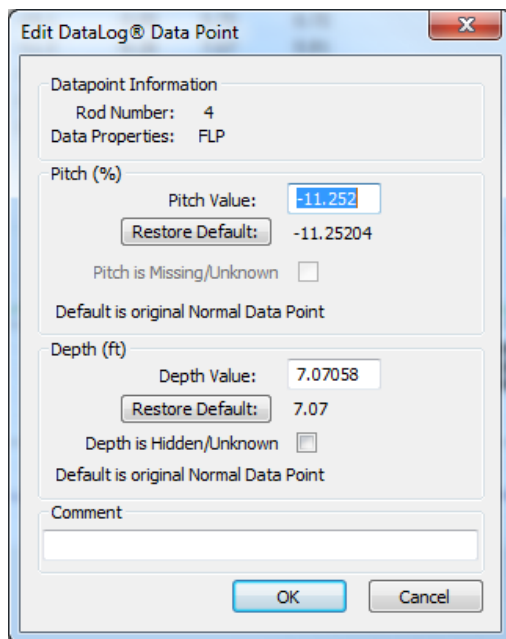 Edit DataLog® Data Point
Datapoint Information
Rod Number: 4
Data Properties: FLP
Pitch (%)
Pitch Value: -11.252
Restore Default: -11.25204
Pitch is Missing/Unknown
Default is original Normal Data Point
Depth (ft)
Depth Value: 7.07058
Restore Default: 7.07
Depth is Hidden/Unknown
Default is original Normal Data Point
Comment
OK Cancel